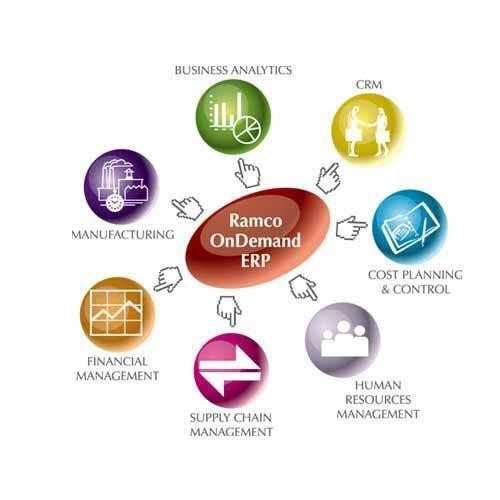 BUSINESS ANALYTICS
CRM
MANUFACTURING
Ramco
OnDemand
ERP
COST PLANNING
& CONTROL
FINANCIAL
MANAGEMENT
SUPPLY CHAIN
MANAGEMENT
HUMAN
RESOURCES
MANAGEMENT